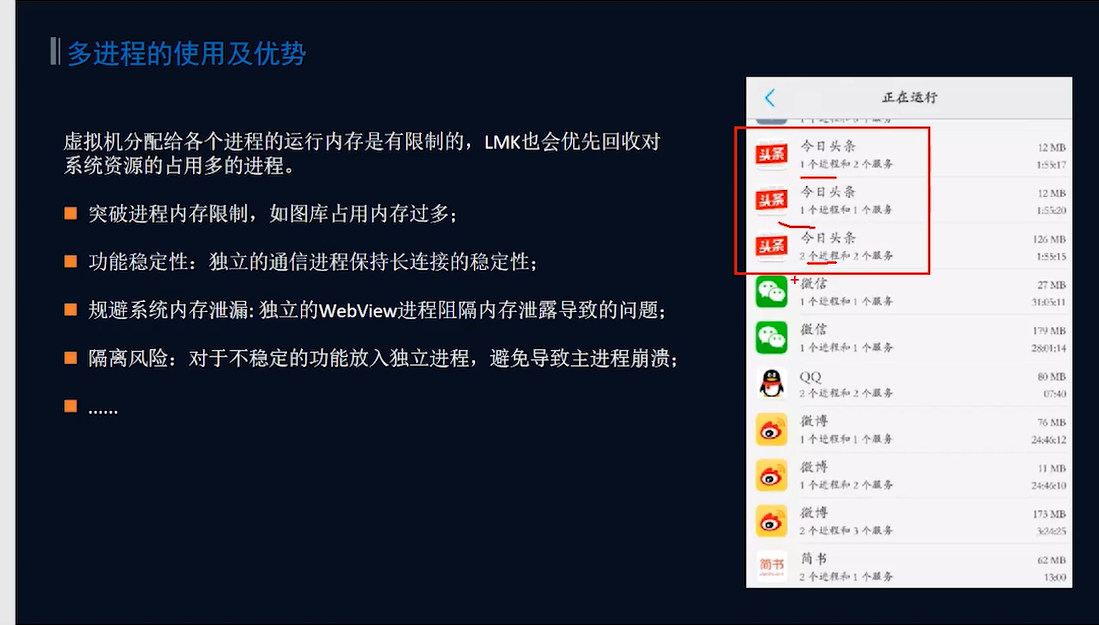 多进程的使用及优势
虚拟机分配给各个进程的运行内存是有限制的，LMK也会优先回收对
系统资源的占用多的进程。
突破进程内存限制，如图库占用内存过多；
功能稳定性：独立的通信进程保持长连接的稳定性；
规避系统内存泄漏: 独立的WebView进程阻隔内存泄露导致的问题；
隔离风险：对于不稳定的功能放入独立进程，避免导致主进程崩溃；
......
正在运行
头条 今日头条 12 MB
1 个进程和 2 个服务 1:55:17
头条 今日头条 12 MB
1 个进程和 1 个服务 1:55:20
头条 今日头条 126 MB
2 个进程和 2 个服务 1:55:15
微信 27 MB
1 个进程和 1 个服务 31:05:11
微信 179 MB
1 个进程和 1 个服务 28:01:14
QQ 80 MB
2 个进程和 2 个服务 07:40
微博 76 MB
1 个进程和 1 个服务 24:46:12
微博 11 MB
1 个进程和 2 个服务 24:46:10
微博 173 MB
2 个进程和 3 个服务 3:24:25
简书 简书 62 MB
2 个进程和 1 个服务 13:00